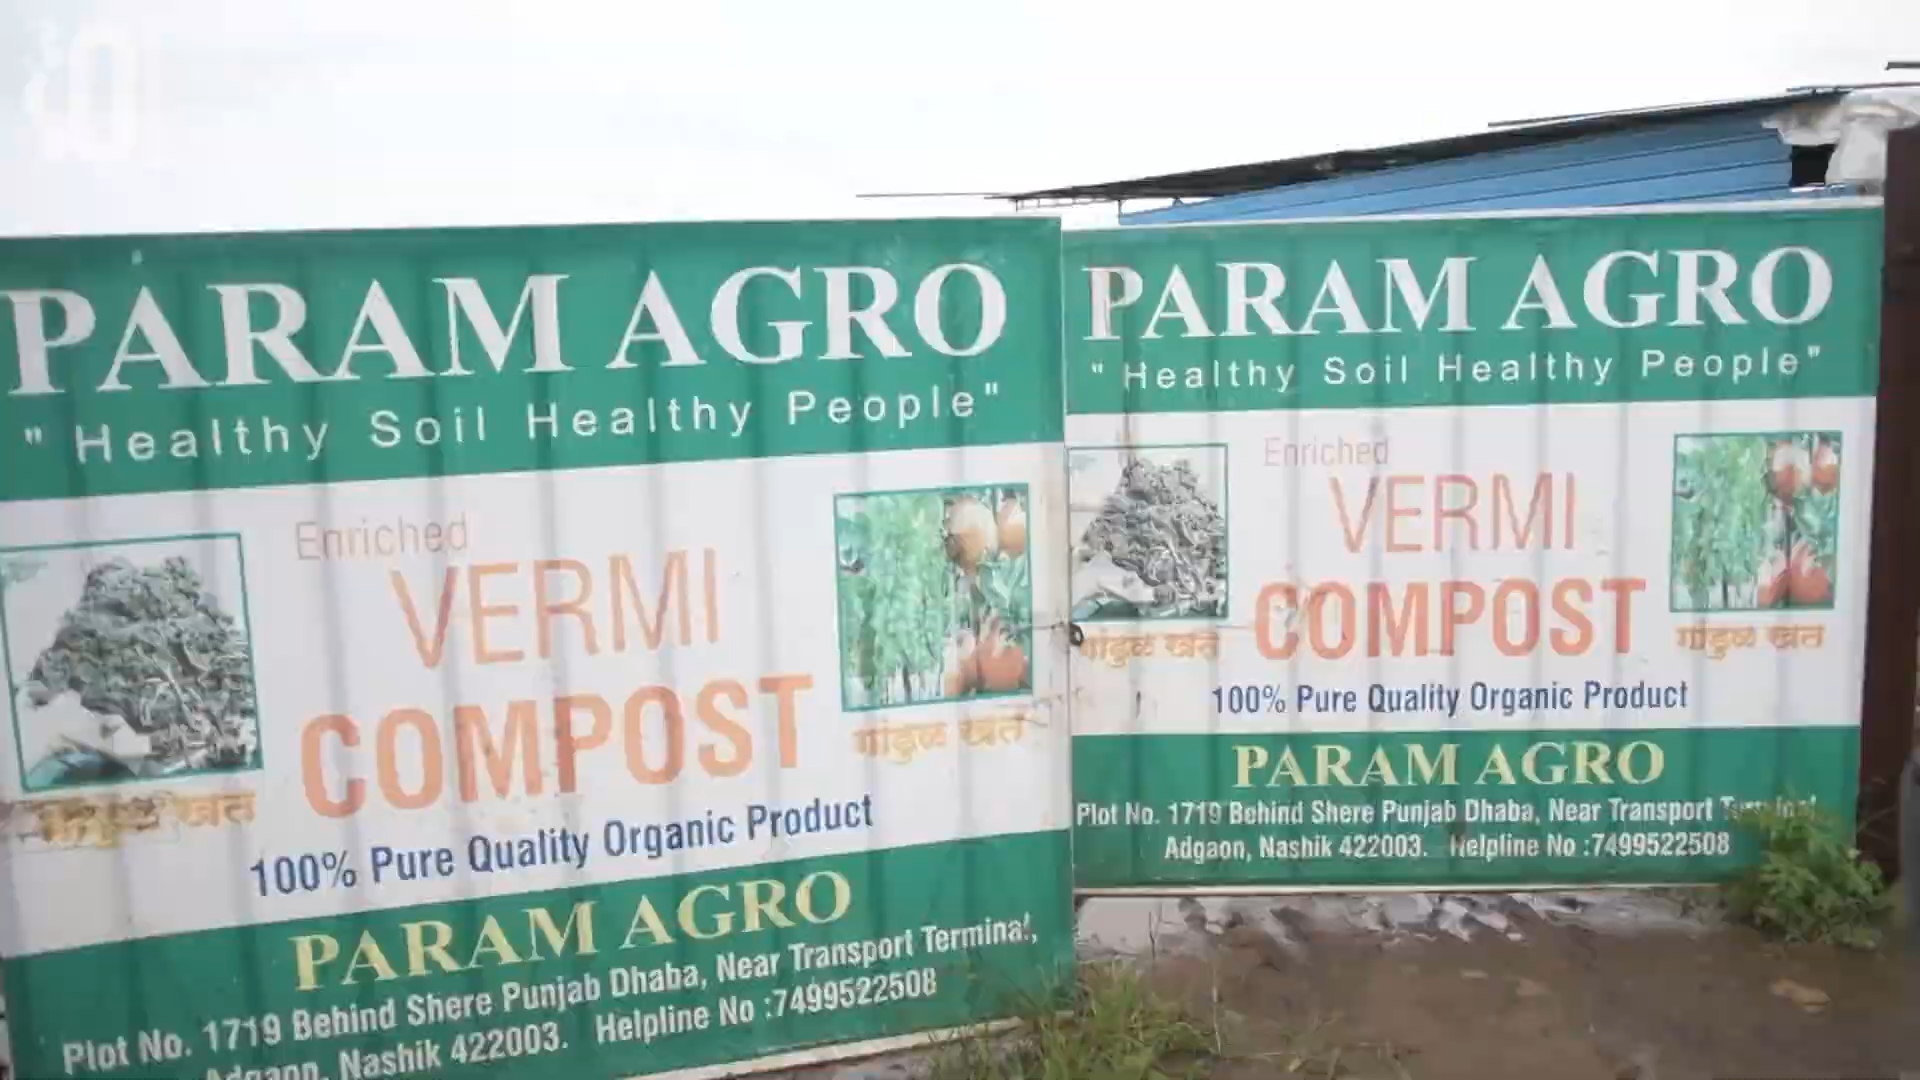 PARAM AGRO
" Healthy Soil Healthy People"
Enriched
VERMI
COMPOST
खत
गांडुळ खत
100% Pure Quality Organic Product
PARAM AGRO
Plot No. 1719 Behind Shere Punjab Dhaba, Near Transport Terminal,
Adgaon, Nashik 422003. Helpline No :7499522508
PARAM AGRO
" Healthy Soil Healthy People"
Enriched
VERMI
COMPOST
गांडुळ खत
गांडुळ खत
100% Pure Quality Organic Product
PARAM AGRO
Plot No. 1719 Behind Shere Punjab Dhaba, Near Transport Terminal
Adgaon, Nashik 422003. Helpline No :7499522508